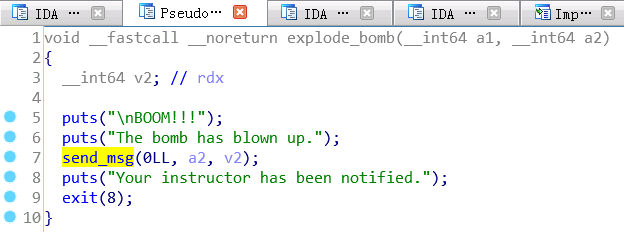 IDA ··· Pseudo··· IDA ··· IDA ··· Imp···
1 void __fastcall __noreturn explode_bomb(__int64 a1, __int64 a2)
2 {
3 __int64 v2; // rdx
4
5 puts("\nBOOM!!!");
6 puts("The bomb has blown up.");
7 send_msg(0LL, a2, v2);
8 puts("Your instructor has been notified.");
9 exit(8);
10 }